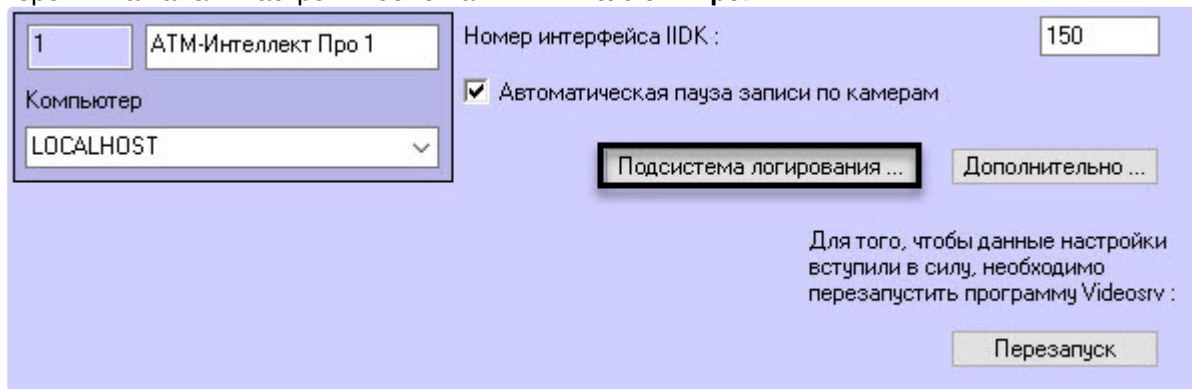 1
АТМ-Интеллект Про 1
Номер интерфейса IIDK :
150
Компьютер
Автоматическая пауза записи по камерам
LOCALHOST
Подсистема логирования ...
Дополнительно ...
Для того, чтобы данные настройки
вступили в силу, необходимо
перезапустить программу Videosrv :
Перезапуск